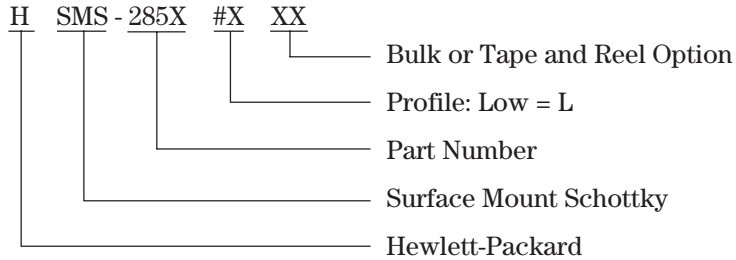 H SMS - 285X #X XX
Bulk or Tape and Reel Option
Profile: Low = L
Part Number
Surface Mount Schottky
Hewlett-Packard